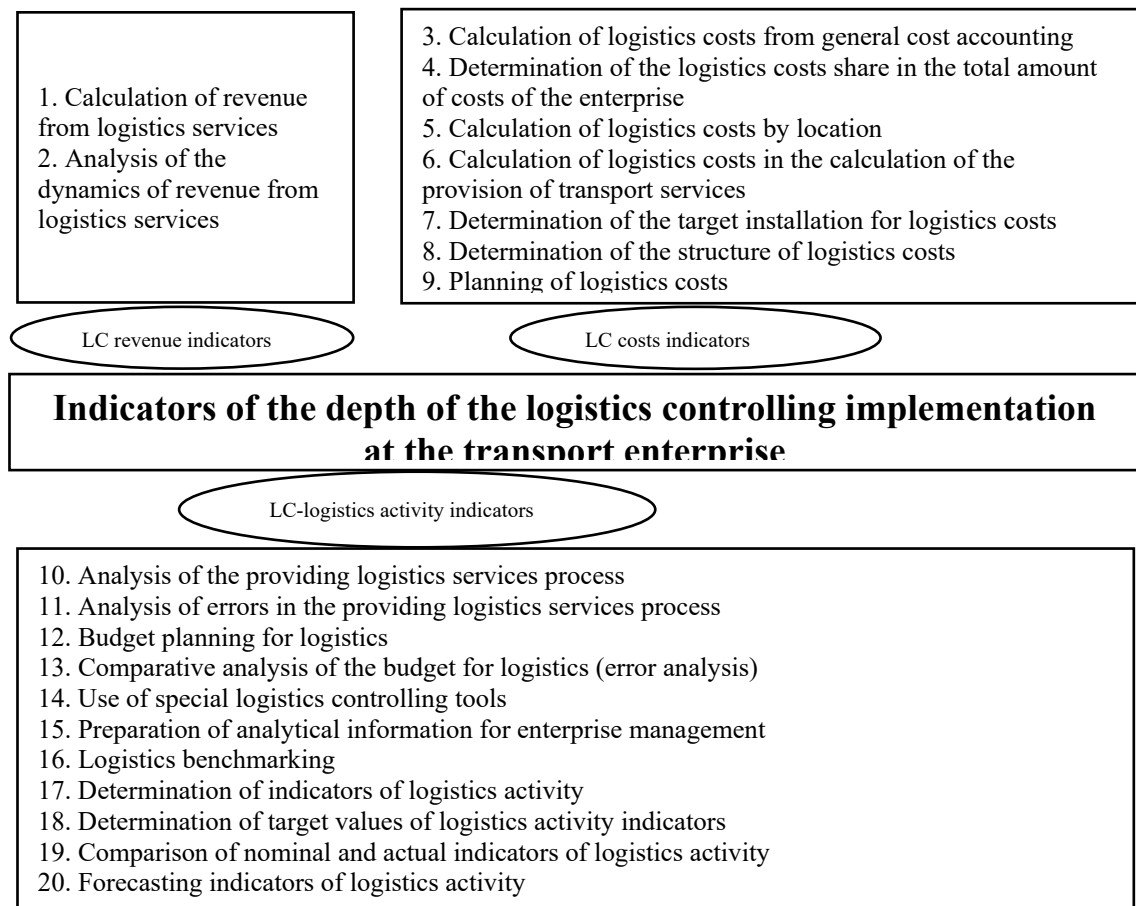 1. Calculation of revenue
from logistics services
2. Analysis of the
dynamics of revenue from
logistics services
3. Calculation of logistics costs from general cost accounting
4. Determination of the logistics costs share in the total amount
of costs of the enterprise
5. Calculation of logistics costs by location
6. Calculation of logistics costs in the calculation of the
provision of transport services
7. Determination of the target installation for logistics costs
8. Determination of the structure of logistics costs
9. Planning of logistics costs
LC revenue indicators
LC costs indicators
Indicators of the depth of the logistics controlling implementation
at the transport enterprise
LC-logistics activity indicators
10. Analysis of the providing logistics services process
11. Analysis of errors in the providing logistics services process
12. Budget planning for logistics
13. Comparative analysis of the budget for logistics (error analysis)
14. Use of special logistics controlling tools
15. Preparation of analytical information for enterprise management
16. Logistics benchmarking
17. Determination of indicators of logistics activity
18. Determination of target values of logistics activity indicators
19. Comparison of nominal and actual indicators of logistics activity
20. Forecasting indicators of logistics activity